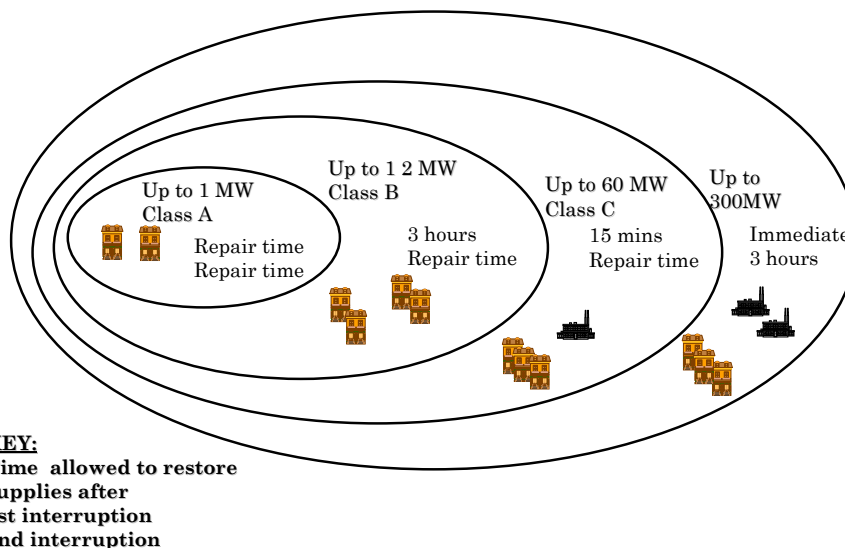 Up to 1 MW
Class A
Repair time
Repair time
Up to 1 2 MW
Class B
3 hours
Repair time
Up to 60 MW
Class C
15 mins
Repair time
Up to
300MW
Immediate
3 hours
KEY:
ime allowed to restore
upplies after
st interruption
nd interruption